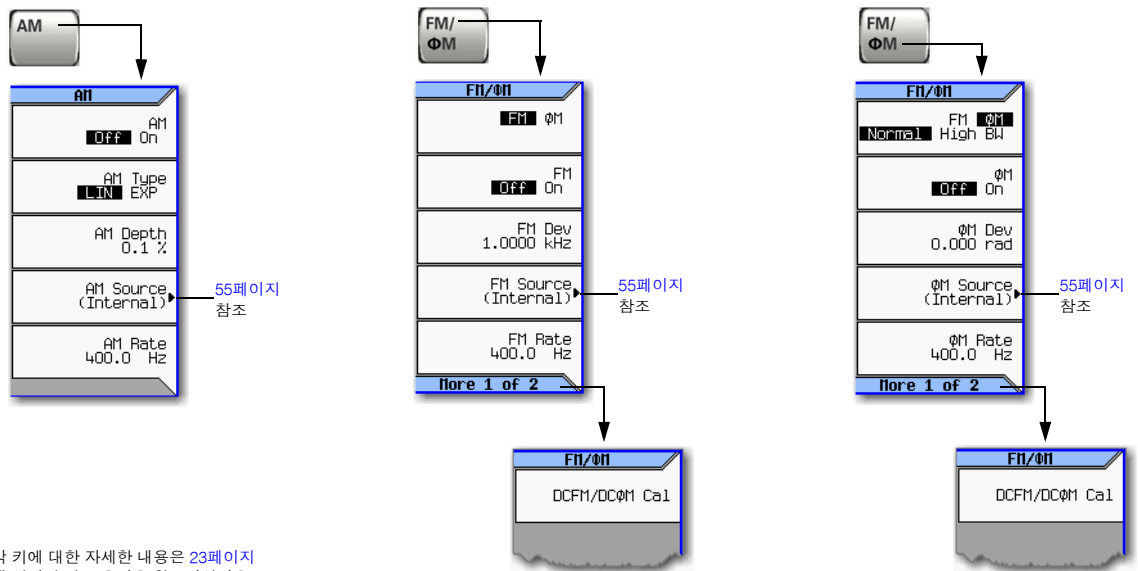 AM
AM
AM
Off On
AM Type
LIN EXP
AM Depth
0.1 %
AM Source
(Internal)
55페이지
참조
AM Rate
400.0 Hz
FM/
ΦM
FM/ΦM
FM ΦM
FM
Off On
FM Dev
1.0000 kHz
FM Source
(Internal)
55페이지
참조
FM Rate
400.0 Hz
More 1 of 2
FM/ΦM
DCFM/DCΦM Cal
FM/
ΦM
FM/ΦM
FM ΦM
Normal High BW
ΦM
Off On
ΦM Dev
0.000 rad
ΦM Source
(Internal)
55페이지
참조
ΦM Rate
400.0 Hz
More 1 of 2
FM/ΦM
DCFM/DCΦM Cal
키에 대한 자세한 내용은 23페이지